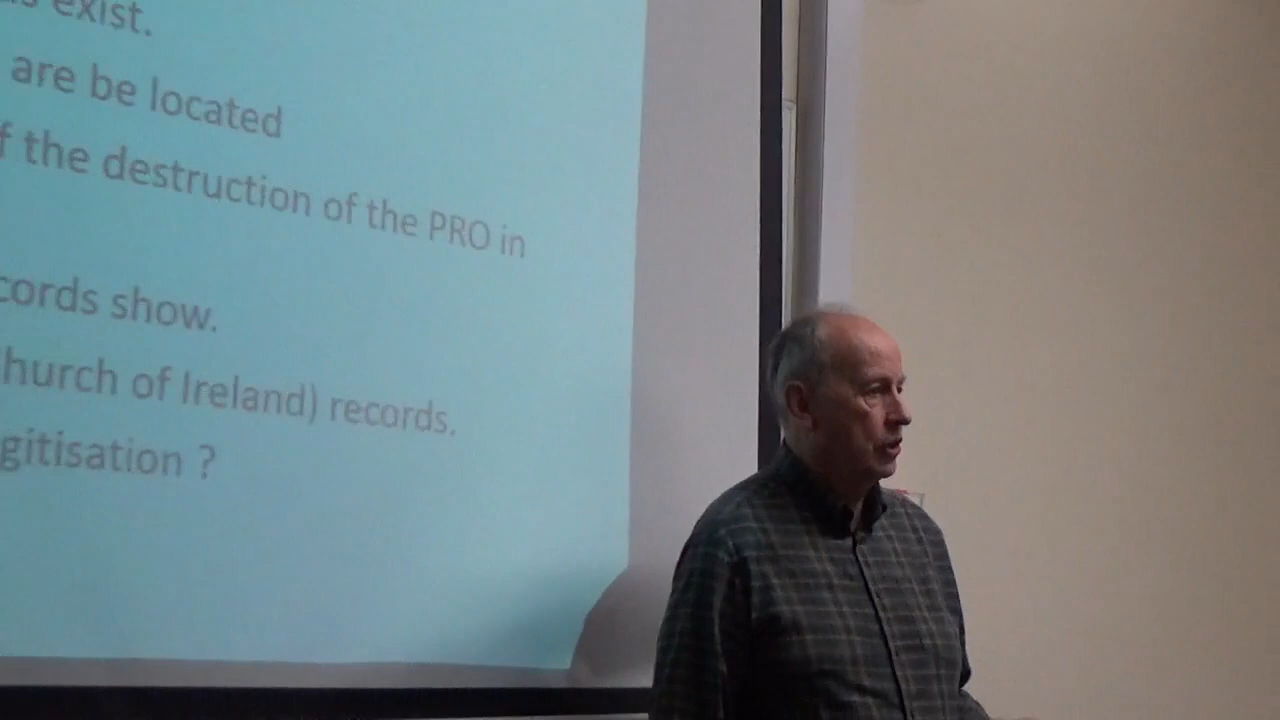 exist.
are be located
f the destruction of the PRO in
cords show.
hurch of Ireland) records.
gitisation ?